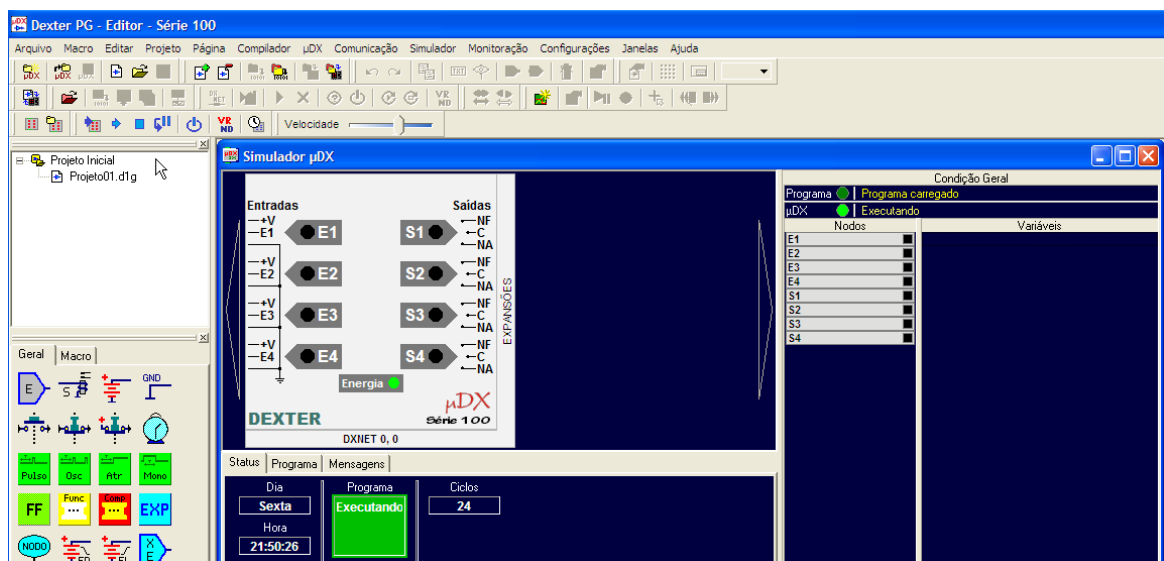 Dexter PG - Editor - Série 100
Arquivo Macro Editar Projeto Página Compilador µDX Comunicação Simulador Monitoração Configurações Janelas Ajuda
VR
ND
VR
ND
Velocidade
Projeto Inicial
Projeto01.d1g
Geral Macro
E
S
GND
Pulso Osc Atr Mono
FF Func Comp EXP
NODO
Simulador µDX
Entradas Saídas
+V NF
E1 E1 S1 C
NA
+V NF
E2 E2 S2 C
NA
+V NF
E3 E3 S3 C
NA
+V NF
E4 E4 S4 C
NA
EXPANSÕES
Energia
µDX
DEXTER Série 100
DXNET 0, 0
Status Programa Mensagens
Dia Programa Ciclos
Sexta Executando 24
Hora
21:50:26
Condição Geral
Programa Programa carregado
µDX Executando
Nodos Variáveis
E1
E2
E3
E4
S1
S2
S3
S4